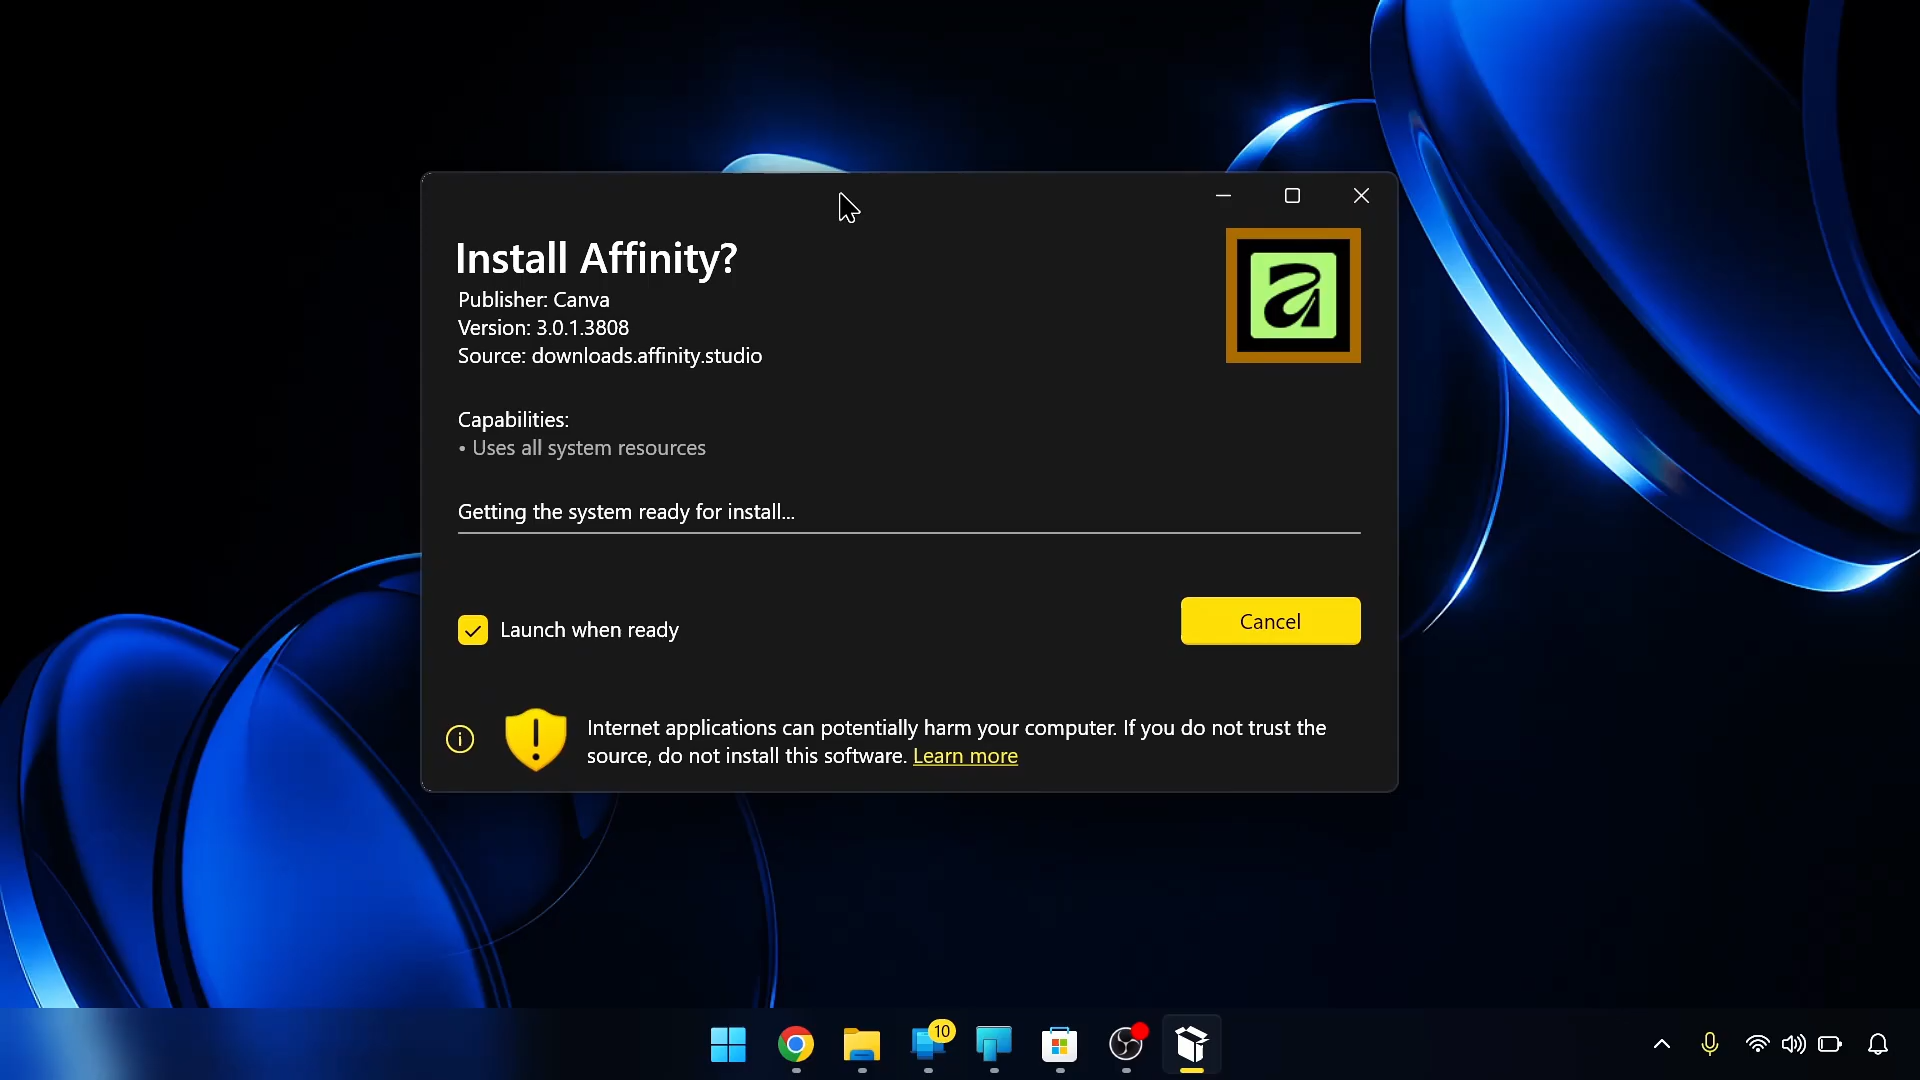 Install Affinity?
Publisher: Canva
Version: 3.0.1.3808
Source: downloads.affinity.studio
Capabilities:
• Uses all system resources
Getting the system ready for install...
Launch when ready
Cancel
Internet applications can potentially harm your computer. If you do not trust the
source, do not install this software. Learn more
10